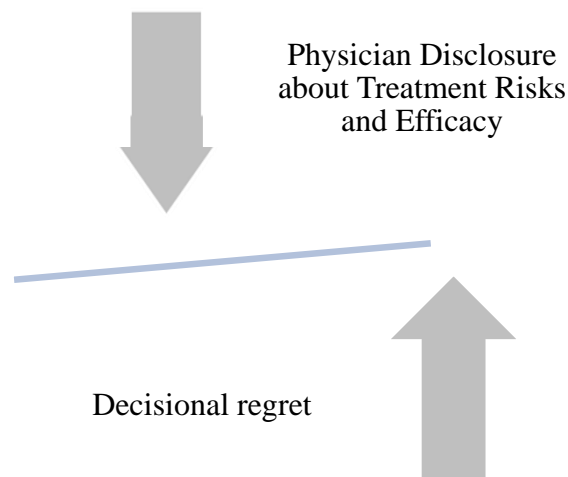 Physician Disclosure
about Treatment Risks
and Efficacy
Decisional regret